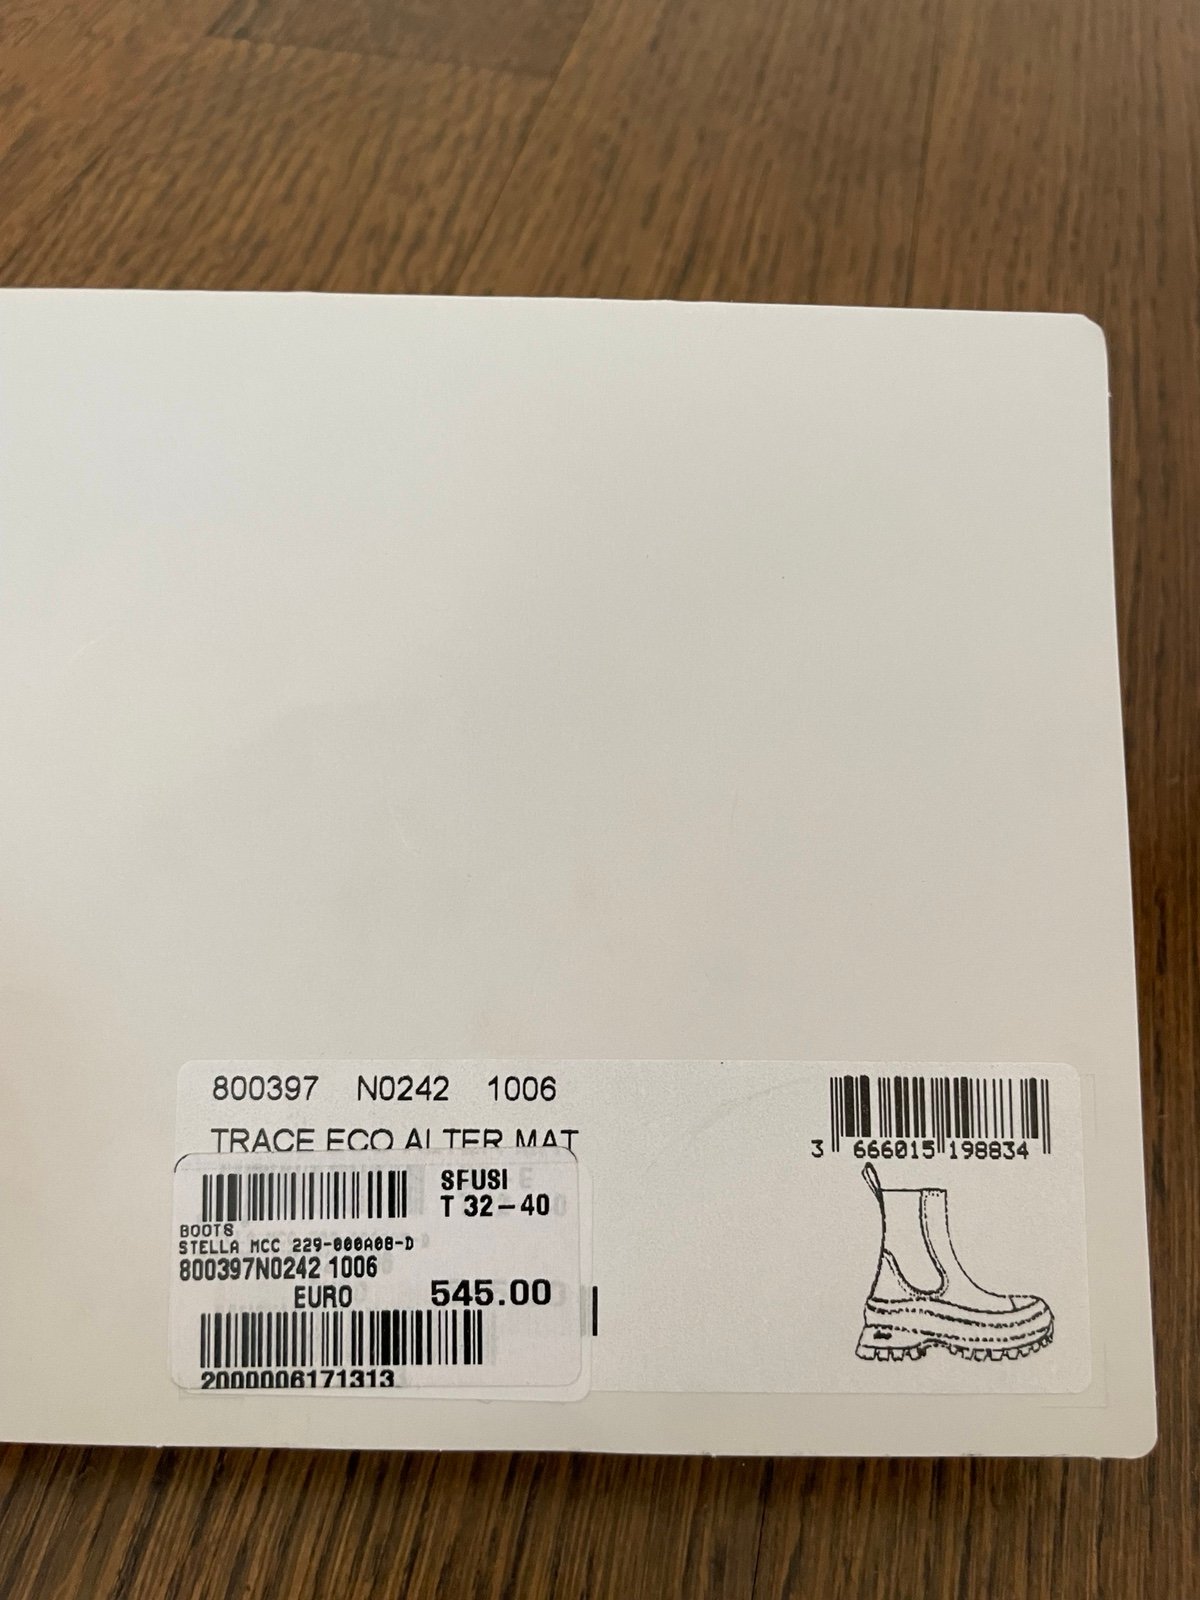 800397 N0242 1006
TRACE ECO ALTER MAT
3 666015 198834
SFUSI
T 32-40
BOOTS
STELLA MCC 229-000A08-D
800397N0242 1006
EURO 545.00
2000006171313